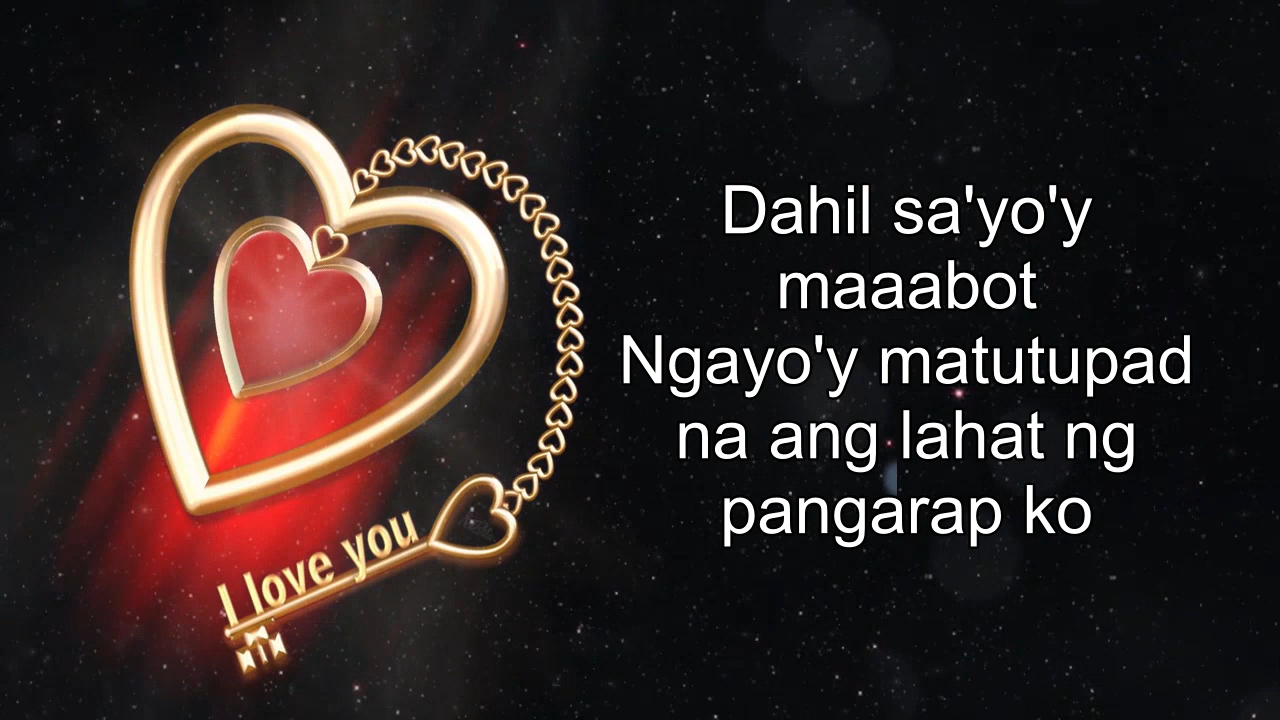 Dahil sa'yo'y
maaabot
Ngayo'y matutupad
na ang lahat ng
pangarap ko
I love you